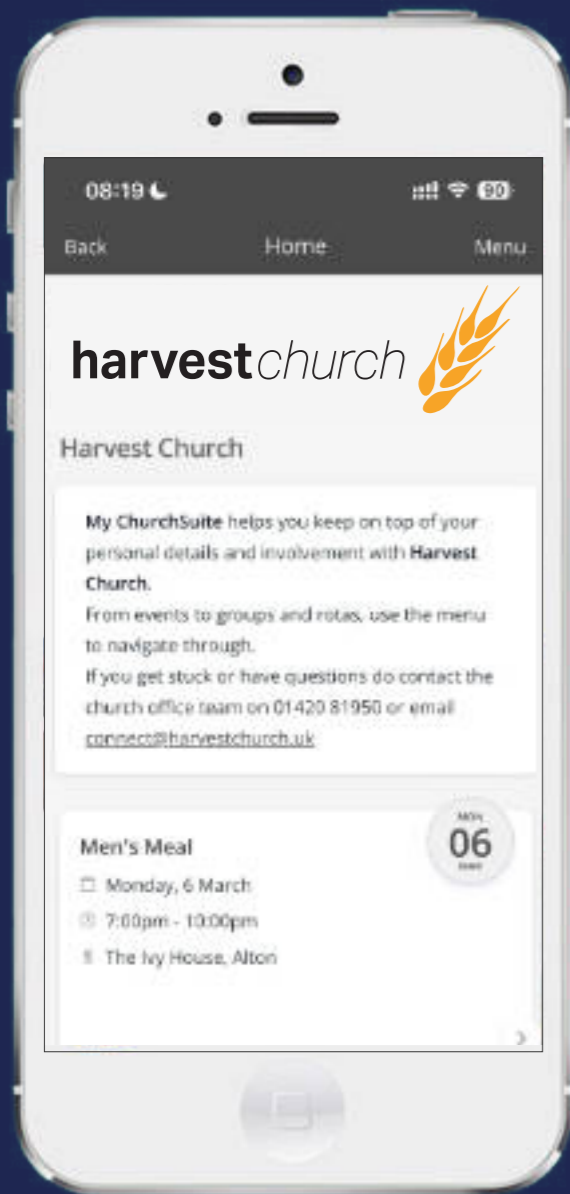 08:19 90
Back Home Menu
harvestchurch
Harvest Church
My ChurchSuite helps you keep on top of your
personal details and involvement with Harvest
Church.
From events to groups and rotas, use the menu
to navigate through.
If you get stuck or have questions do contact the
church office team on 01420 81950 or email
connect@harvestchurch.uk
MON
06
Men's Meal
Monday, 6 March
7:00pm - 10:00pm
The Ivy House, Alton